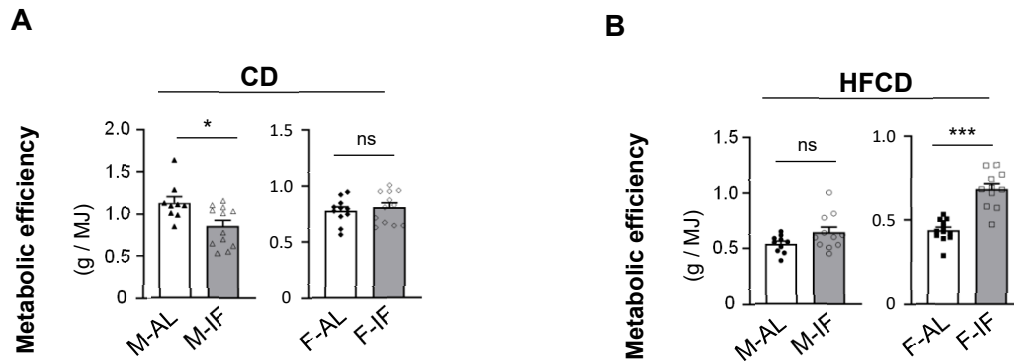 A
CD
Metabolic efficiency
(g / MJ)
2.0
1.5
1.0
0.5
0
*
M-AL
M-IF
1.5
1.0
0.5
0
ns
F-AL
F-IF
B
HFCD
Metabolic efficiency
(g / MJ)
1.5
1.0
0.5
0
ns
M-AL
M-IF
1.0
0.5
0
***
F-AL
F-IF